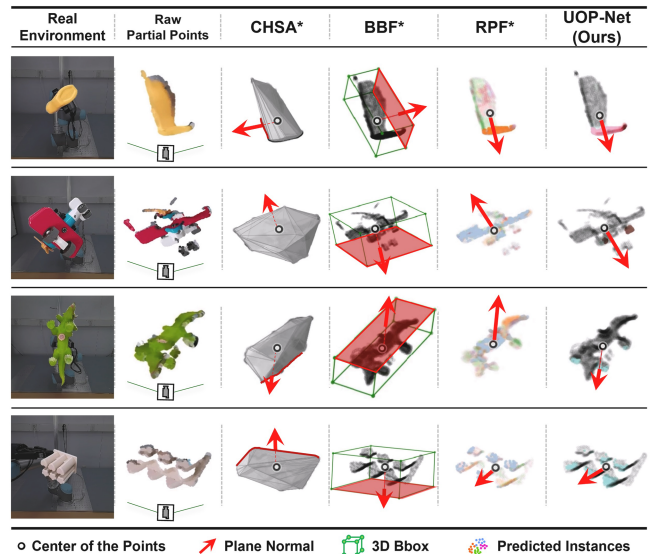 Real Environment
Raw Partial Points
CHSA*
BBF*
RPF*
UOP-Net (Ours)
Center of the Points
Plane Normal
3D Bbox
Predicted Instances